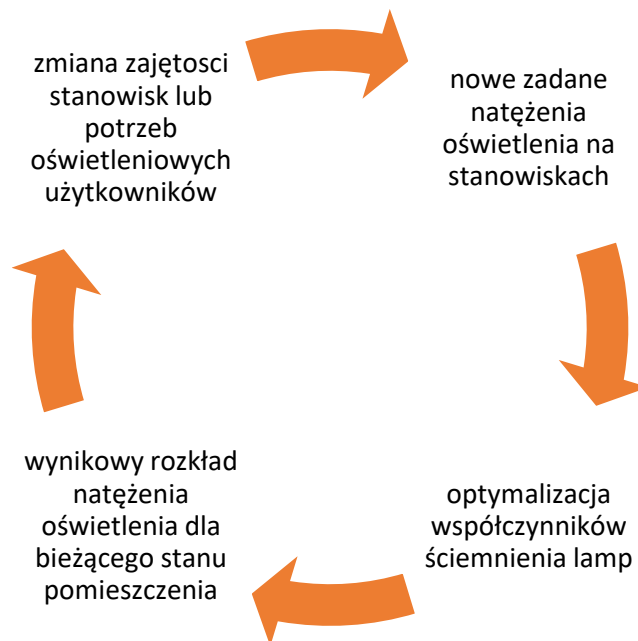 zmiana zajętosci
stanowisk lub
potrzeb
oświetleniowych
użytkowników
nowe zadane
natężenia
oświetlenia na
stanowiskach
optymalizacja
współczynników
ściemnienia lamp
wynikowy rozkład
natężenia
oświetlenia dla
bieżącego stanu
pomieszczenia